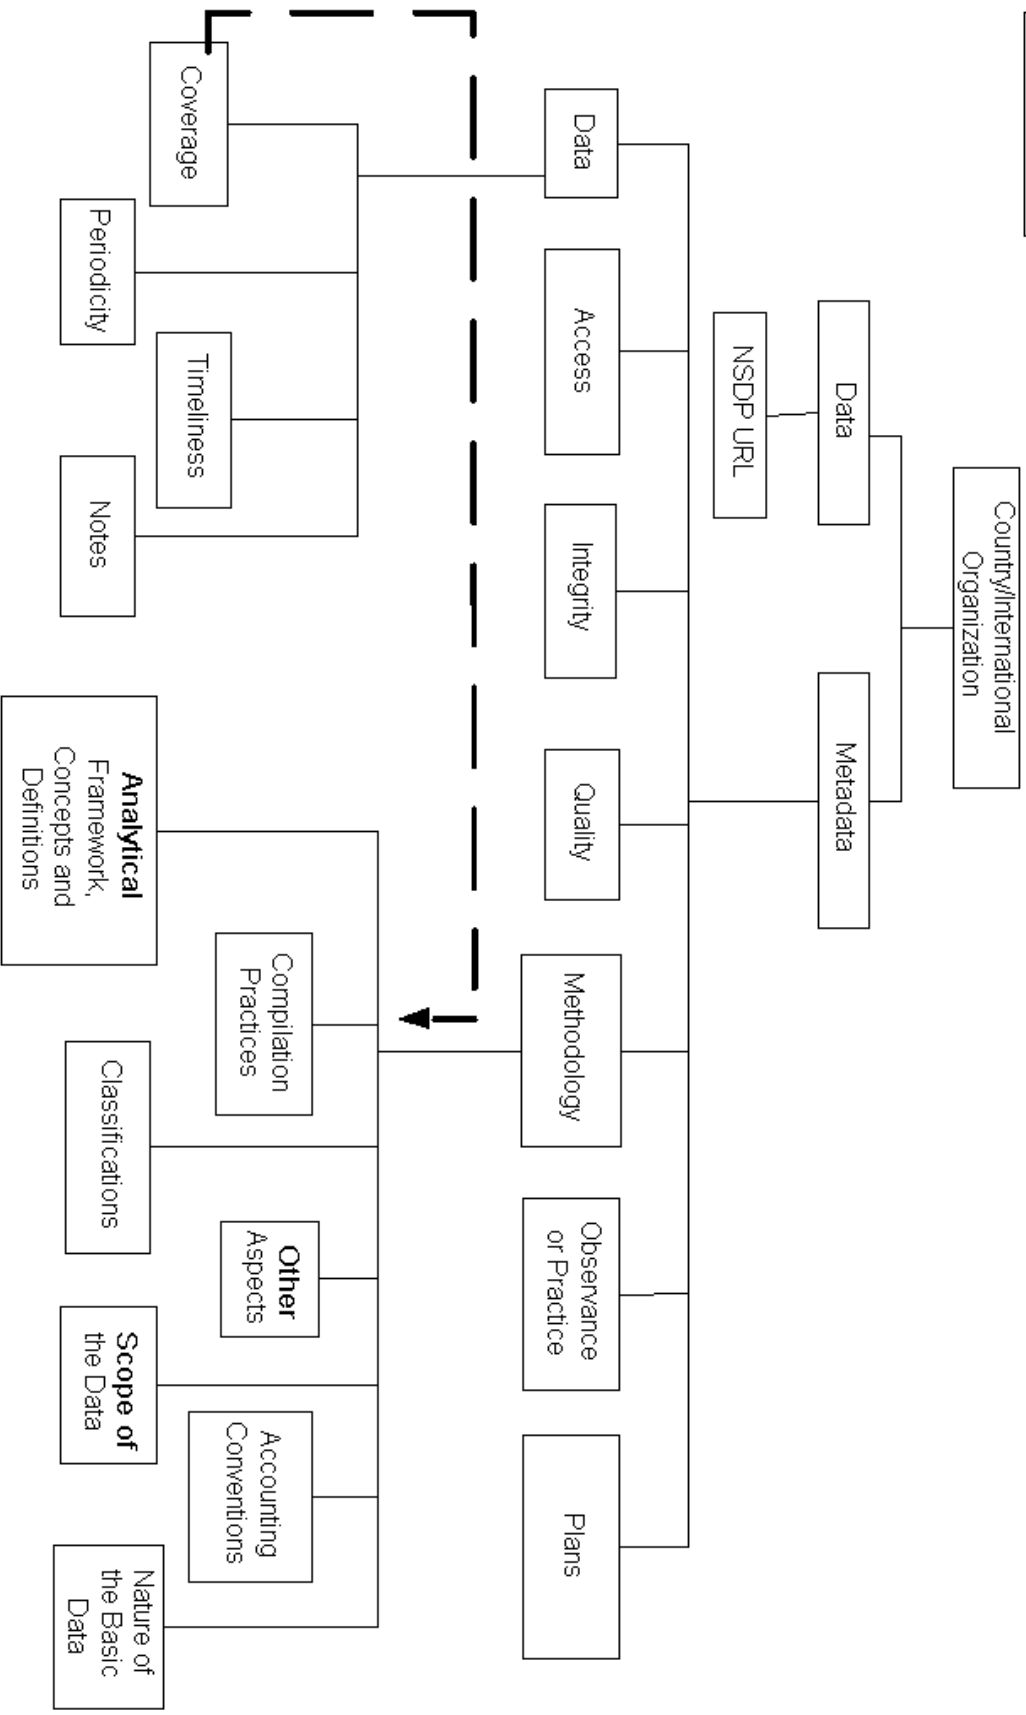 Country/International
Organization
Data
Metadata
NSDP URL
Data
Access
Integrity
Quality
Methodology
Observance
or Practice
Plans
Coverage
Periodicity
Timeliness
Notes
Analytical
Framework,
Concepts and
Definitions
Compilation
Practices
Classifications
Other
Aspects
Scope of
the Data
Accounting
Conventions
Nature of
the Basic
Data